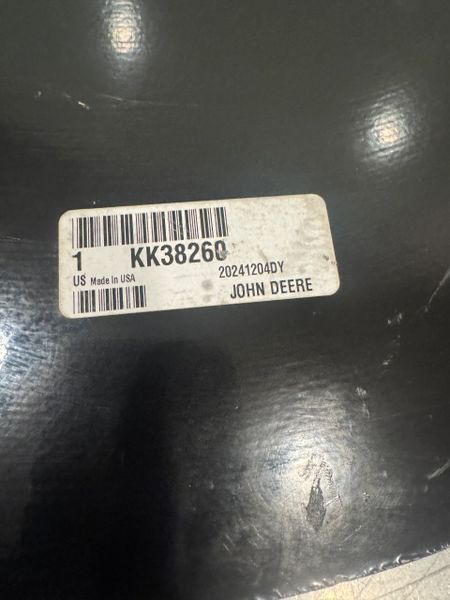 1 KK38260
US Made In USA
20241204DY
JOHN DEERE